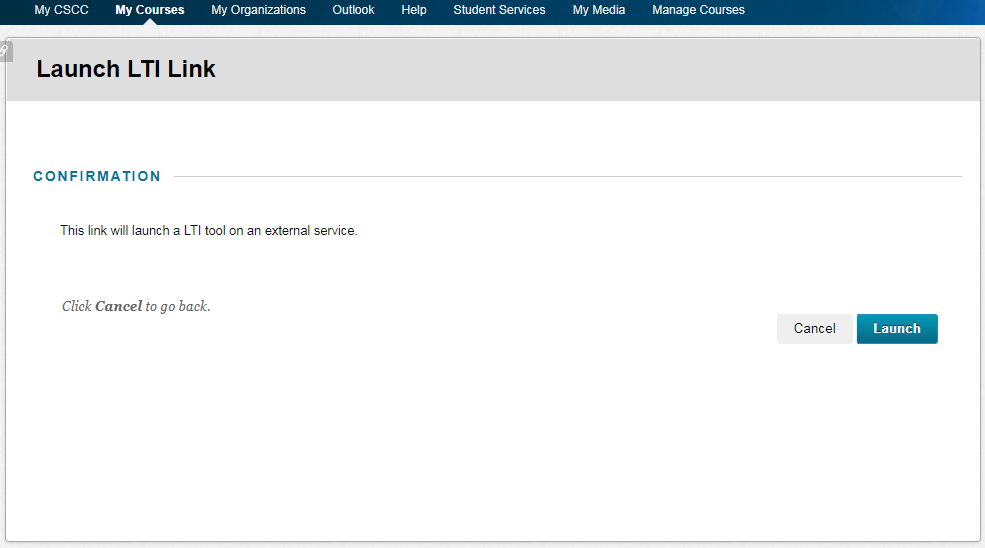 My CSCC My Courses My Organizations Outlook Help Student Services My Media Manage Courses
Launch LTI Link
CONFIRMATION
This link will launch a LTI tool on an external service.
Click Cancel to go back.
Cancel Launch